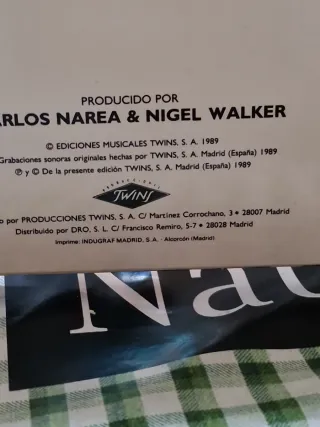 PRODUCIDO POR
ARLOS NAREA & NIGEL WALKER
© EDICIONES MUSICALES TWINS, S. A. 1989
Grabaciones sonoras originales hechas por TWINS, S. A. Madrid (España) 1989
℗ y © De la presente edición TWINS, S. A. Madrid (España) 1989
TWINS
o por PRODUCCIONES TWINS, S. A. C/ Martínez Corrochano, 3 • 28007 Madrid
Distribuido por DRO, S. L. C/ Francisco Remiro, 5-7 • 28028 Madrid
Imprime: INDUGRAF MADRID, S.A. - Alcorcón (Madrid)
Na